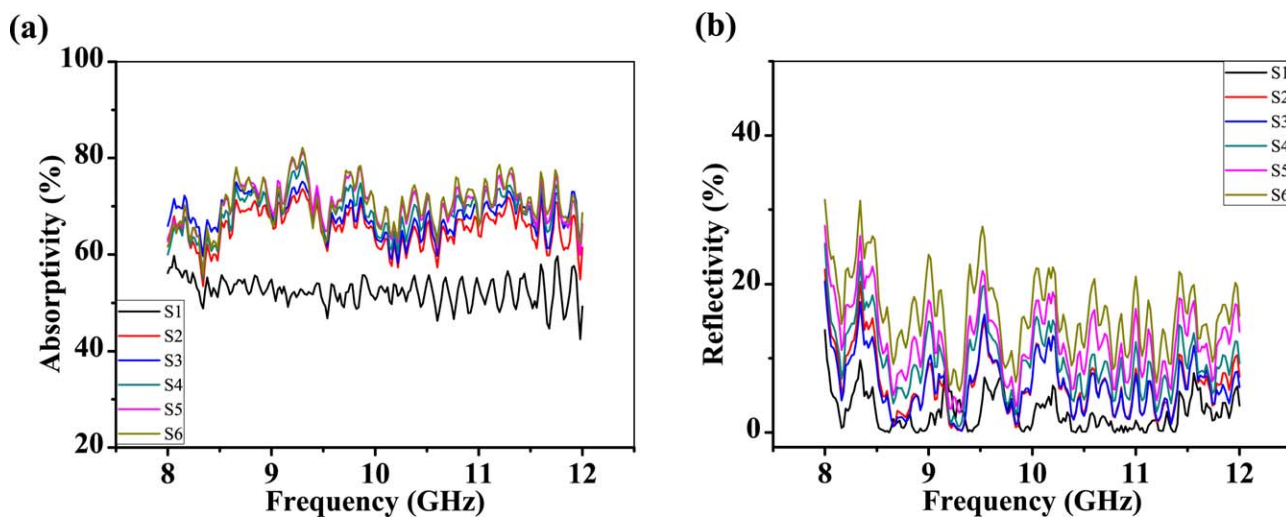 (a)
100
80
60
40
20
Absorptivity (%)
S1
S2
S3
S4
S5
S6
8
9
10
11
12
Frequency (GHz)
(b)
40
20
0
Reflectivity (%)
S1
S2
S3
S4
S5
S6
8
9
10
11
12
Frequency (GHz)